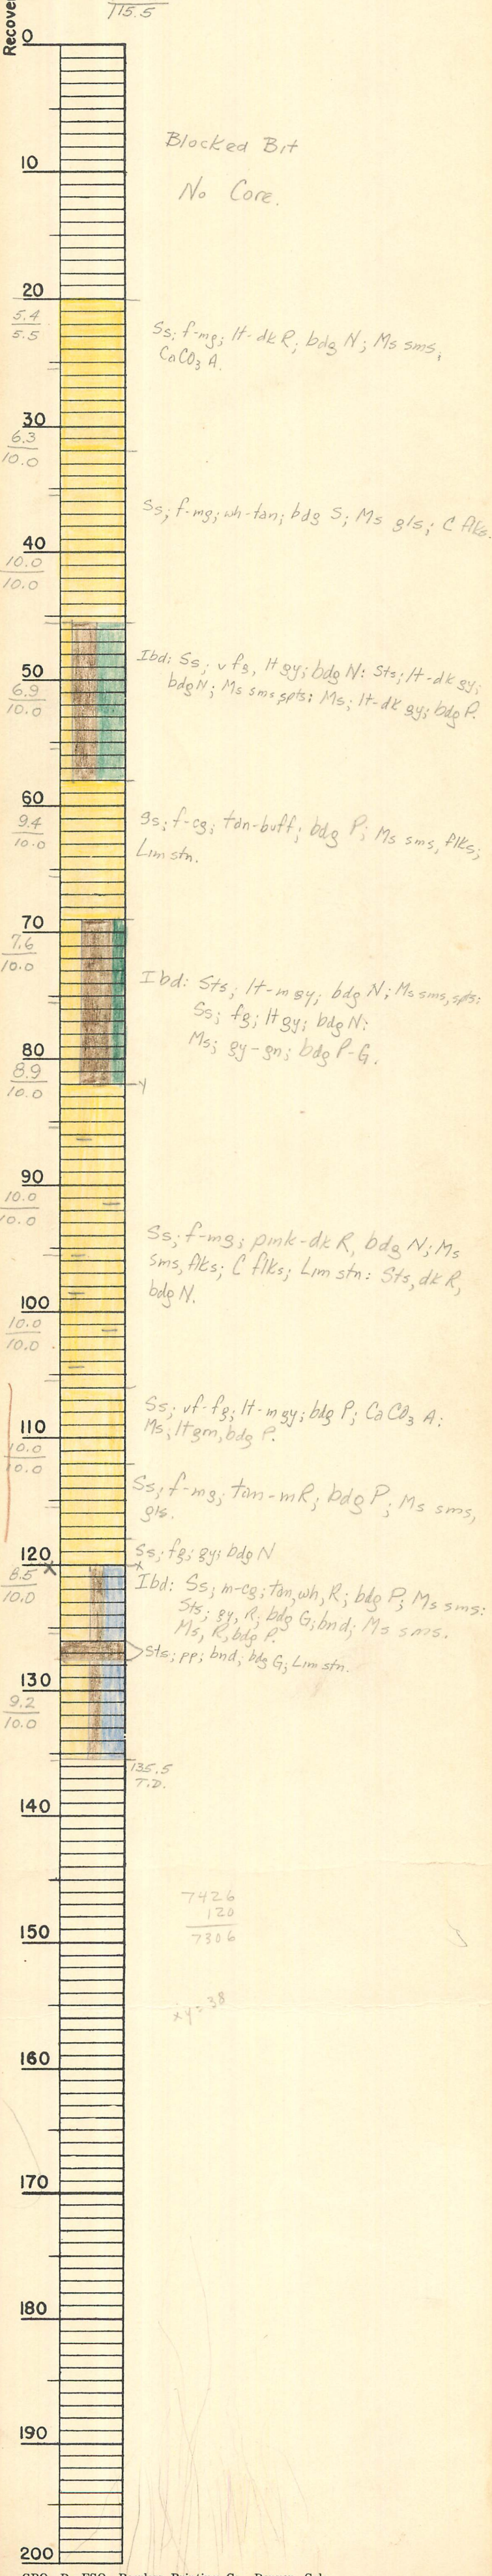 Recove
115.5
0
Blocked Bit
10
No Core.
20
5.4
5.5
Ss; f-mg; lt-dk R; bdg N; Ms sms,
CaCO3 A.
30
6.3
10.0
Ss; f-mg; wh-tan; bdg S; Ms gls; C flks.
40
10.0
10.0
Ibd: Ss; vfg, lt gy; bdg N: Sts; lt-dk gy;
bdg N; Ms sms, spts: Ms; lt-dk gy; bdg P.
50
6.9
10.0
60
9.4
10.0
Ss; f-cg; tan-buff; bdg P; Ms sms, flks;
Lim stn.
70
7.6
10.0
Ibd: Sts; lt-m gy; bdg N; Ms sms, spts:
Ss; fg; lt gy; bdg N:
Ms; gy-gn; bdg P-G.
80
8.9
10.0
y
90
10.0
10.0
Ss; f-mg; pink-dk R, bdg N; Ms
sms, flks; C flks; Lim stn: Sts, dk R,
bdg N.
100
10.0
10.0
Ss; vf-fg; lt-m gy; bdg P; CaCO3 A:
Ms; lt grn, bdg P.
110
10.0
10.0
Ss; f-mg; tan-mR; bdg P; Ms sms,
gls.
Ss; fg; gy; bdg N
120
x
x
8.5
10.0
Ibd: Ss; m-cg; tan, wh, R; bdg P; Ms sms:
Sts; gy, R; bdg G; bnd; Ms sms.
Ms, R, bdg P.
Sts; pp; bnd, bdg G; Lim stn.
130
9.2
10.0
135.5
T.D.
140
7426
120
7306
150
xy=38
160
170
180
190
200